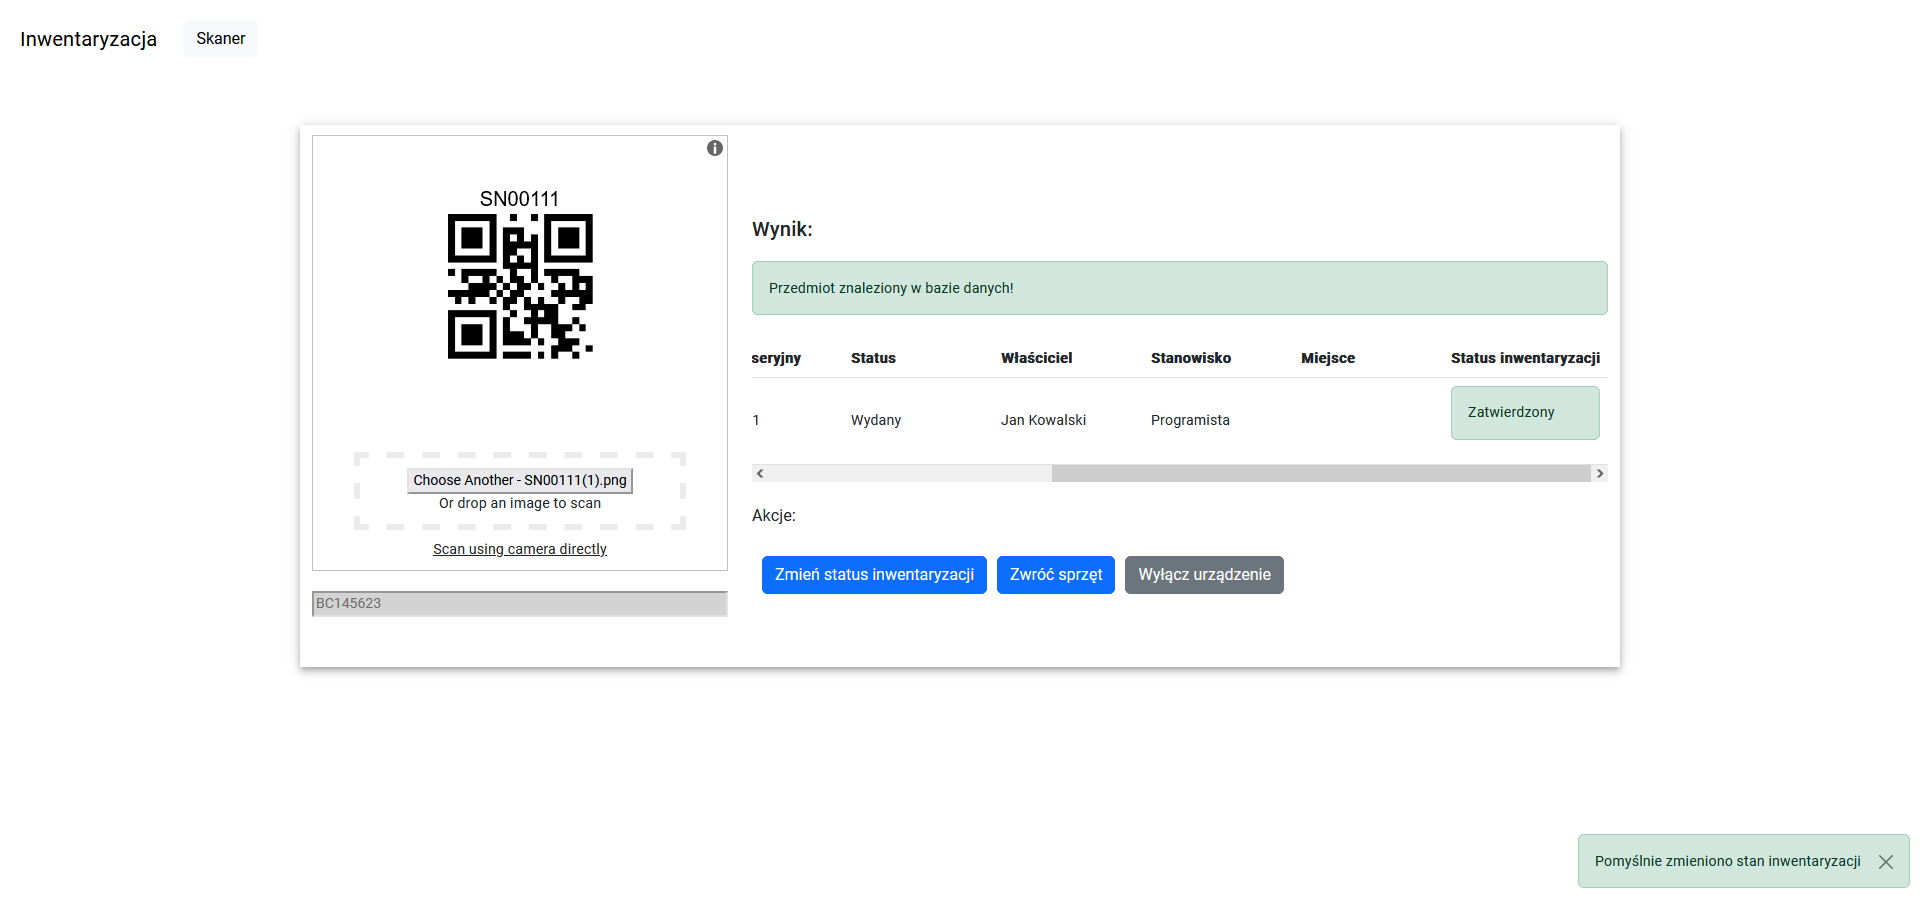 Inwentaryzacja Skaner
SN00111
Choose Another - SN00111(1).png
Or drop an image to scan
Scan using camera directly
BC145623
Wynik:
Przedmiot znaleziony w bazie danych!
seryjny Status Właściciel Stanowisko Miejsce Status inwentaryzacji
1 Wydany Jan Kowalski Programista Zatwierdzony
Akcje:
Zmień status inwentaryzacji Zwróć sprzęt Wyłącz urządzenie
Pomyślnie zmieniono stan inwentaryzacji